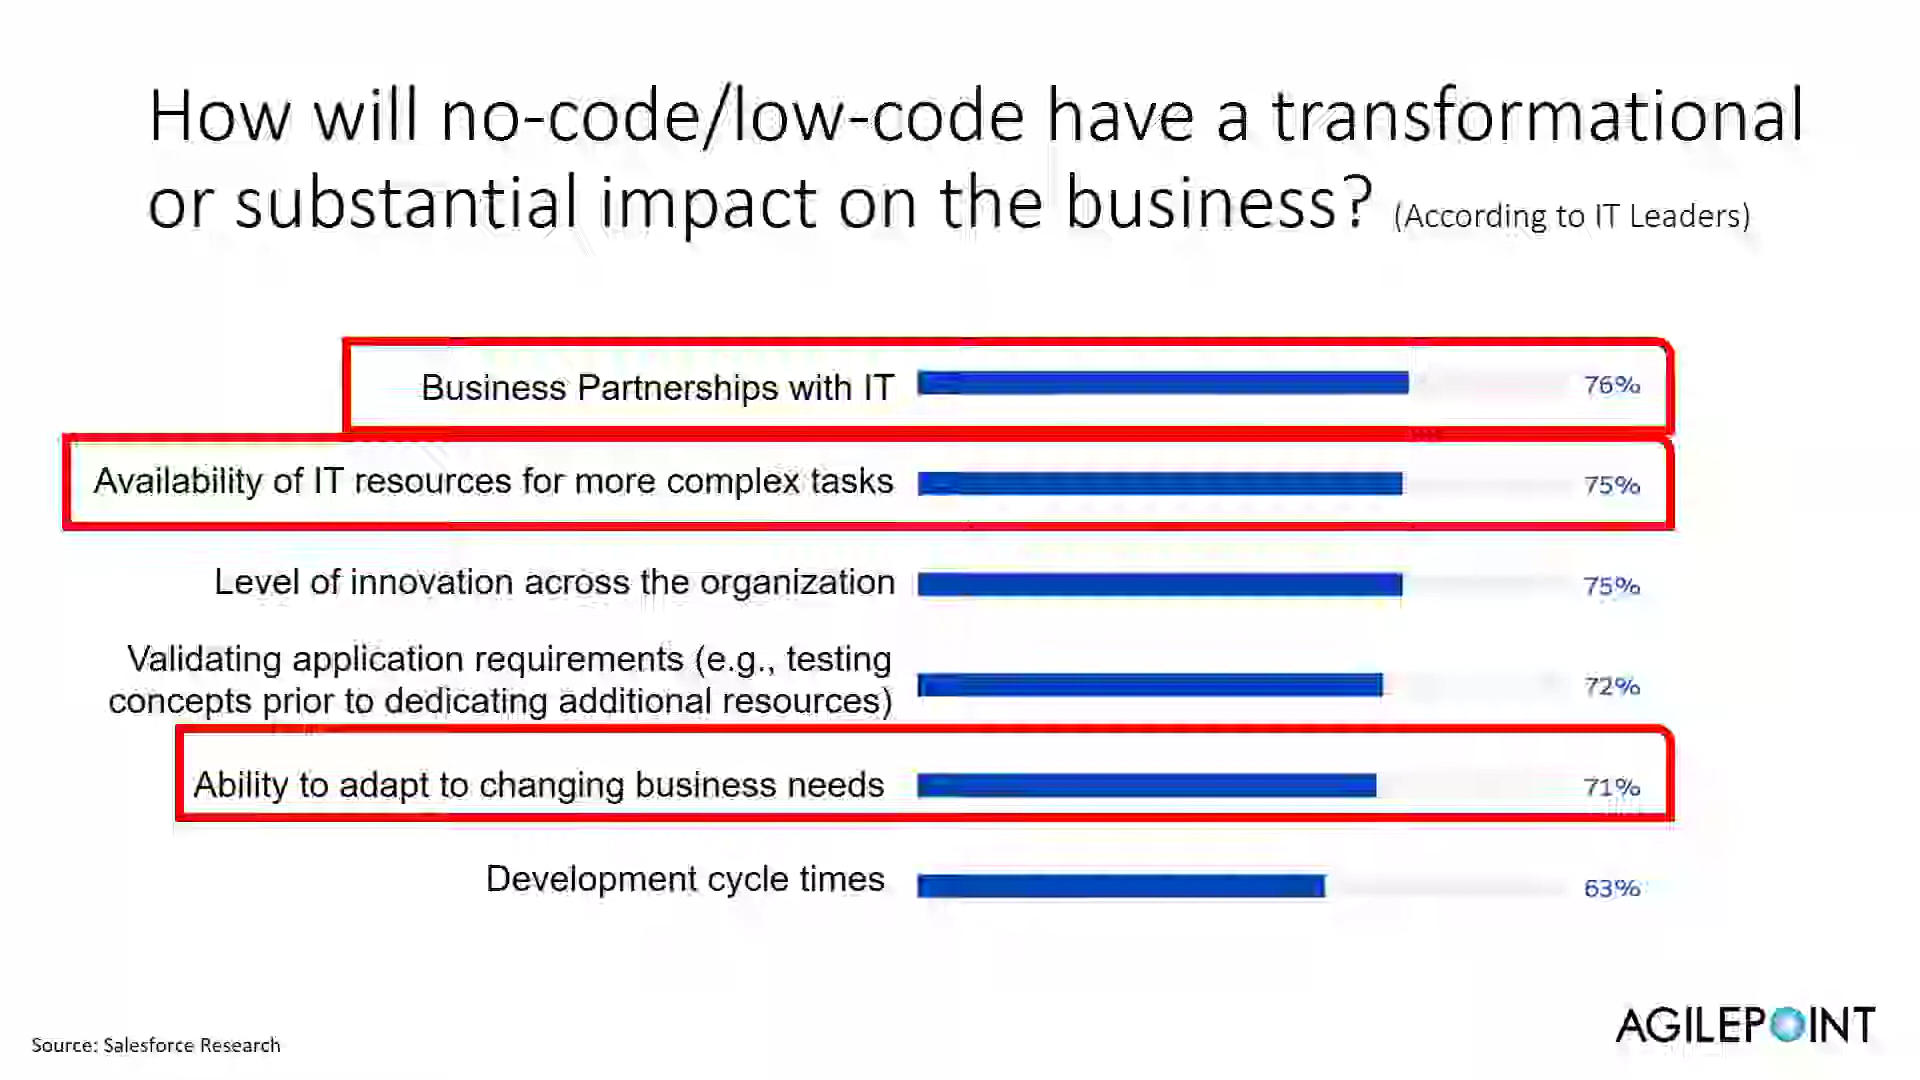 How will no-code/low-code have a transformational
or substantial impact on the business? (According to IT Leaders)
Business Partnerships with IT 76%
Availability of IT resources for more complex tasks 75%
Level of innovation across the organization 75%
Validating application requirements (e.g., testing
concepts prior to dedicating additional resources) 72%
Ability to adapt to changing business needs 71%
Development cycle times 63%
Source: Salesforce Research
AGILEPOINT